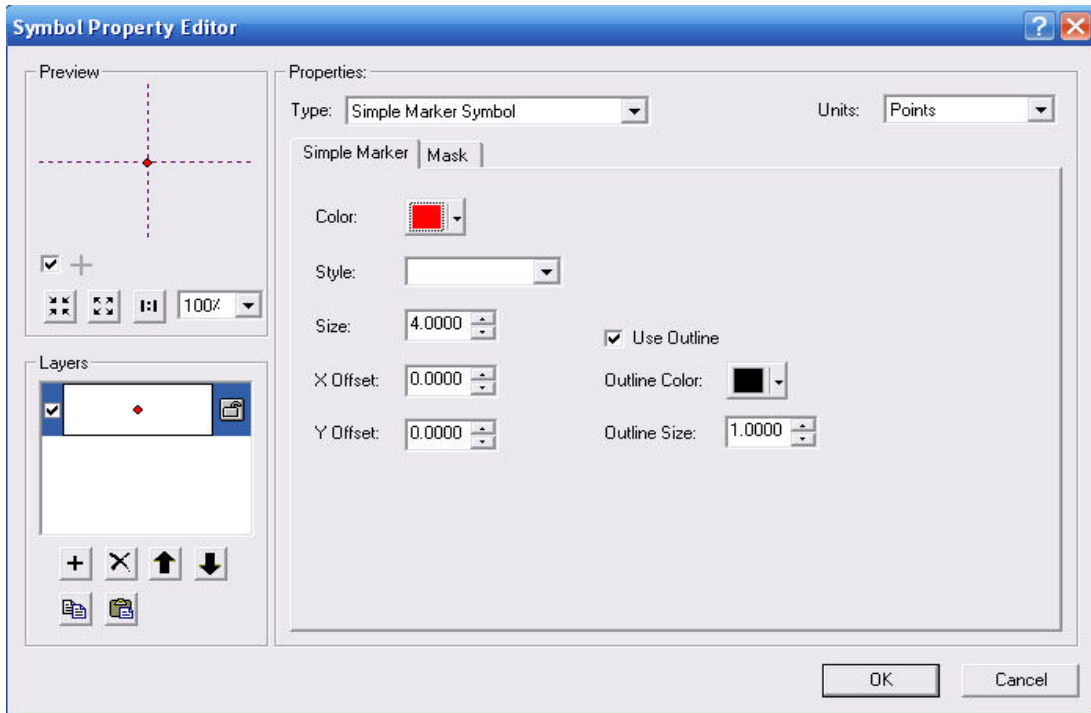 Symbol Property Editor
Preview
100%
Layers
Properties:
Type: Simple Marker Symbol
Units: Points
Simple Marker
Mask
Color:
Style:
Size: 4.0000
Use Outline
X Offset: 0.0000
Outline Color:
Y Offset: 0.0000
Outline Size: 1.0000
OK
Cancel